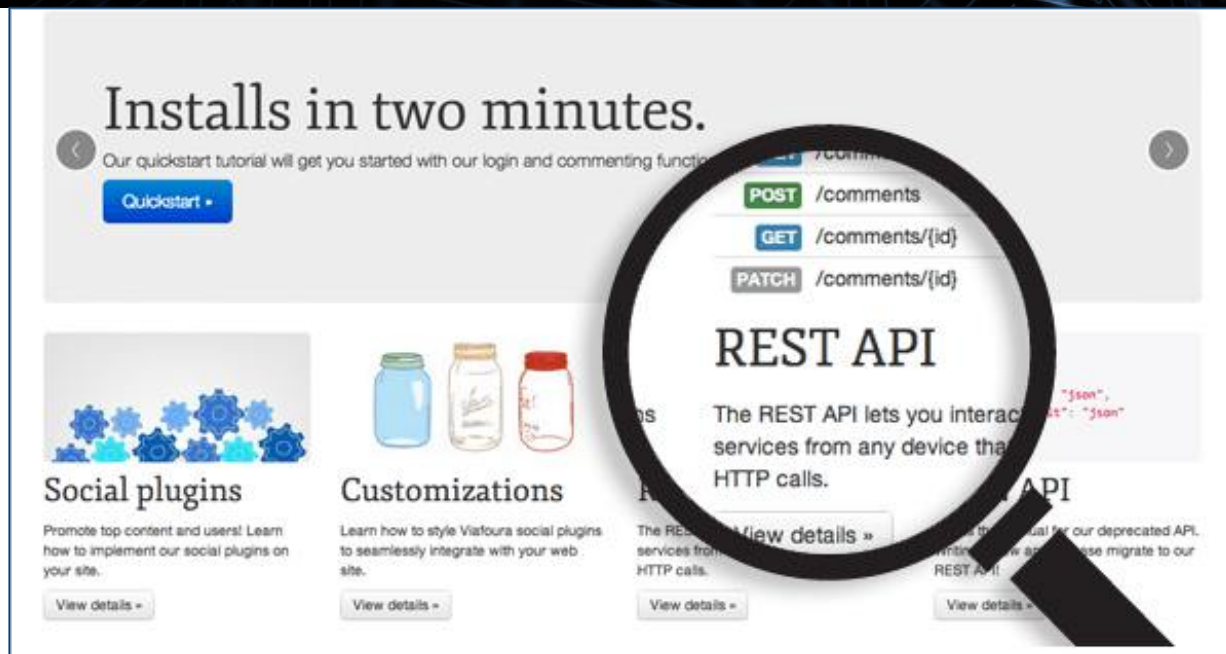 Installs in two minutes.
Our quickstart tutorial will get you started with our login and commenting
Quickstart »
/comments
POST /comments
GET /comments/{id}
PATCH /comments/{id}
REST API
The REST API lets you
services from any device
HTTP calls.
View details »
"json",
"json"
Social plugins
Promote top content and users! Learn
how to implement our social plugins on
your site.
View details »
Customizations
Learn how to style Viafoura social plugins
to seamlessly integrate with your web
site.
View details »
The
services
HTTP calls.
View details »
API
for our deprecated API.
migrate to our
REST API!
View details »